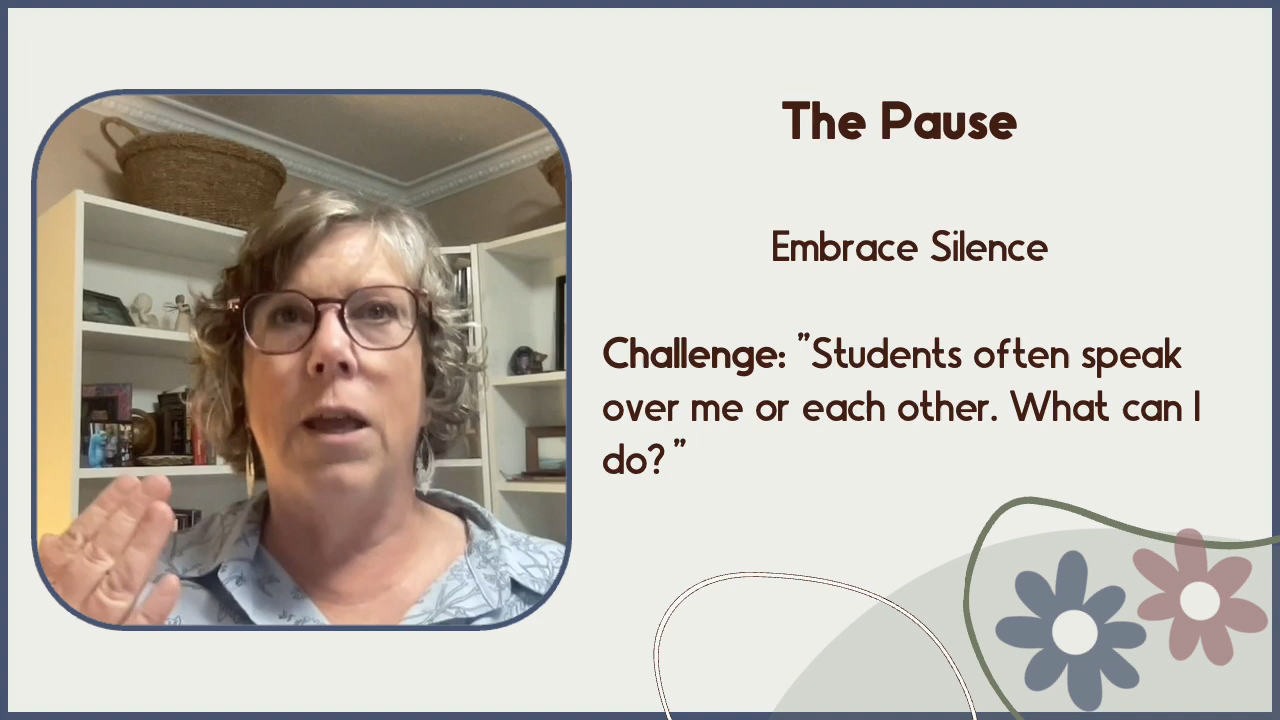 The Pause
Embrace Silence
Challenge: "Students often speak
over me or each other. What can I
do? "